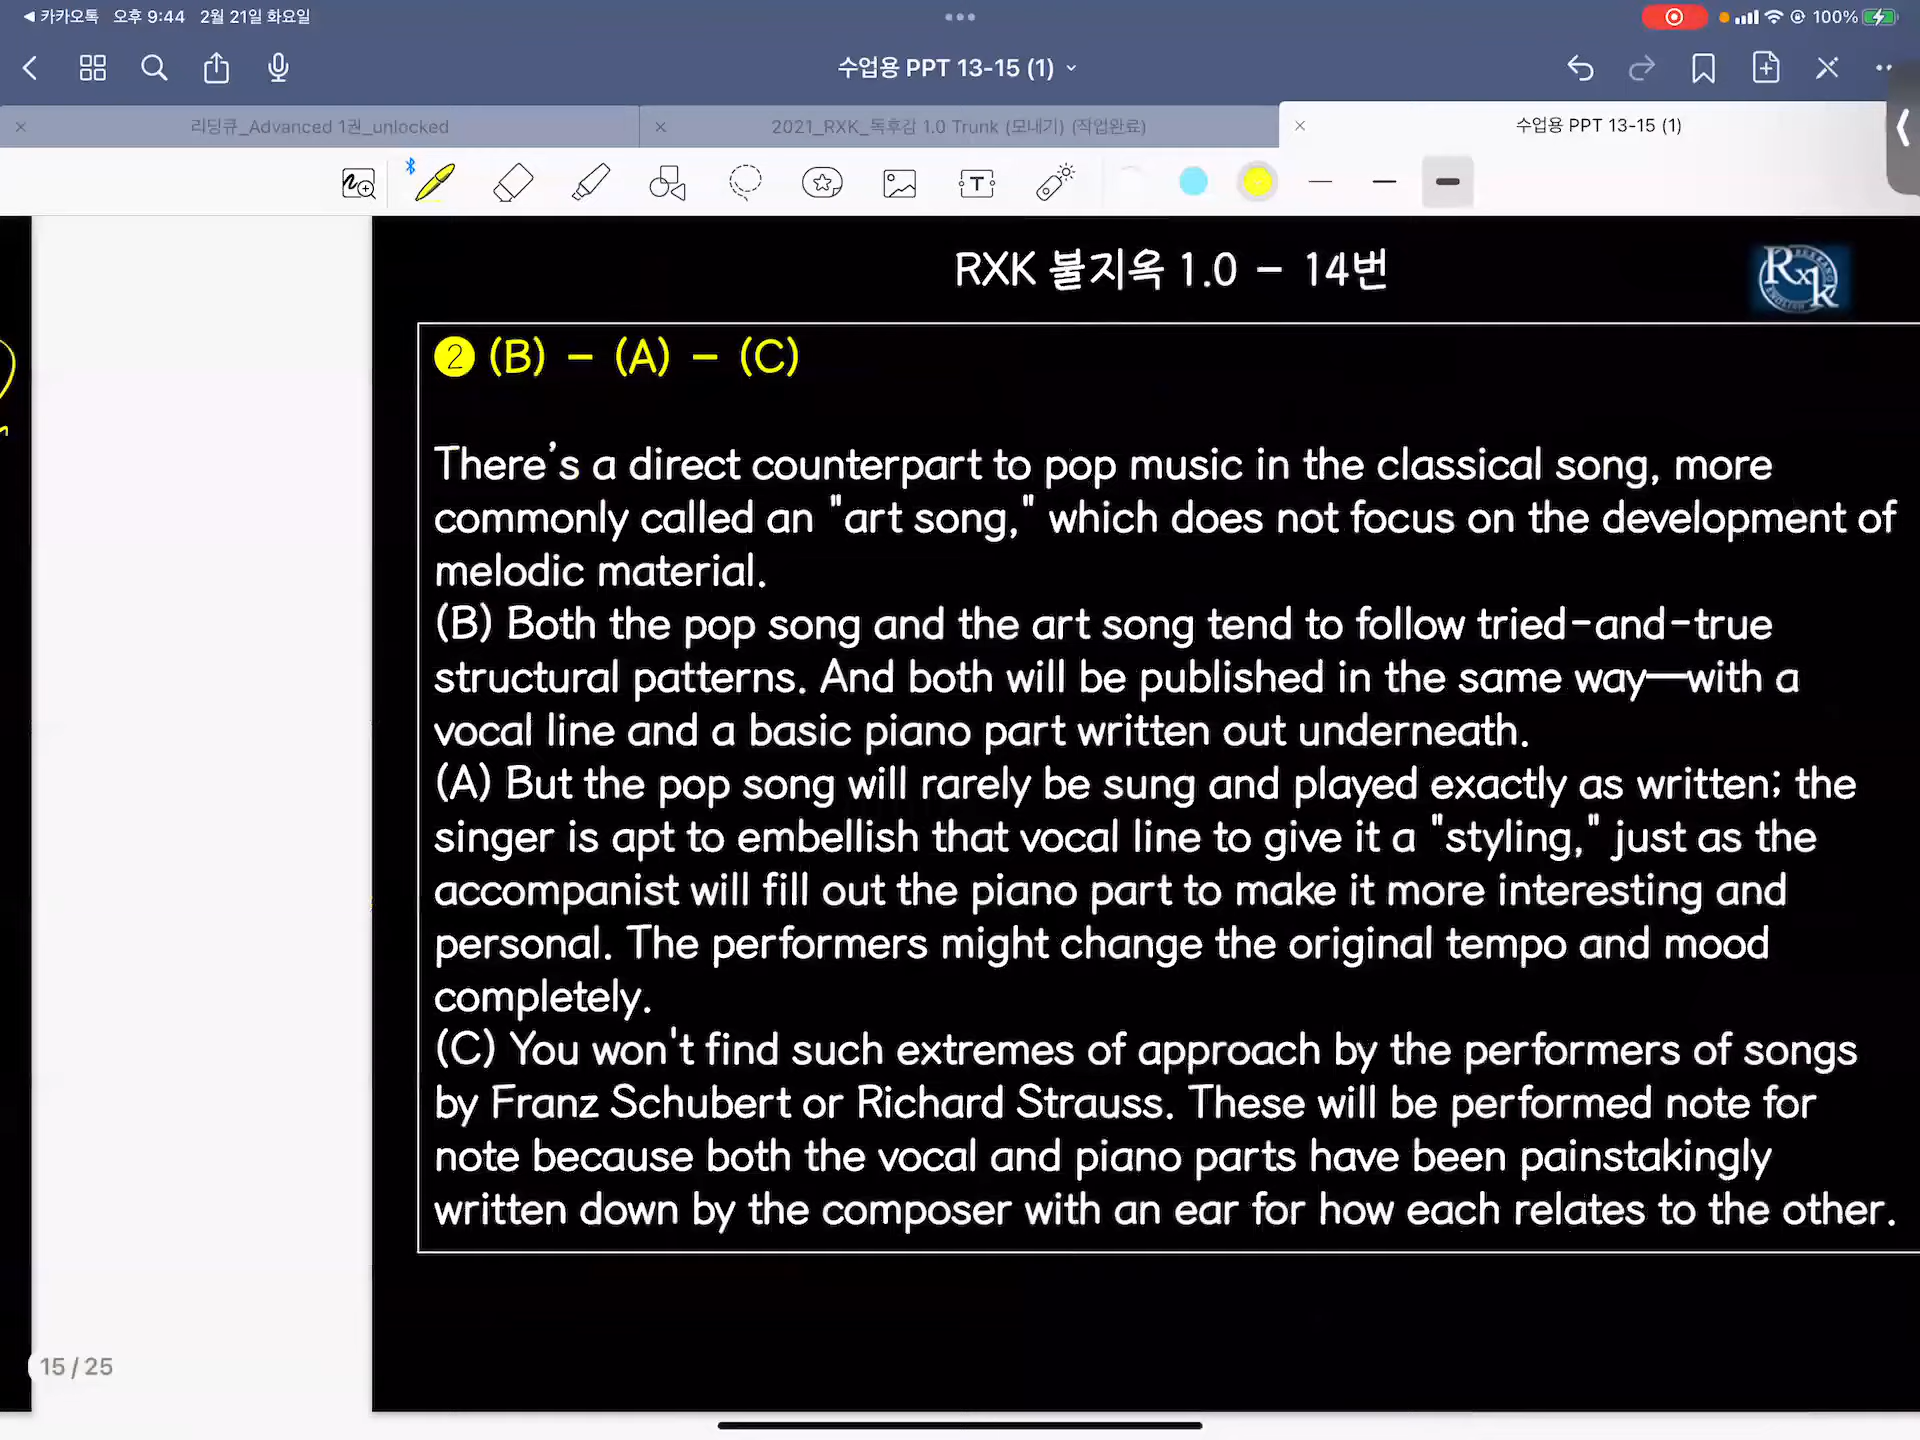 ◀ 카카오톡 오후 9:44 2월 21일 화요일
100%
수업용 PPT 13-15 (1)
리딩큐_Advanced 1권_unlocked
2021_RXK_독후감 1.0 Trunk (모내기) (작업완료)
수업용 PPT 13-15 (1)
RXK 불지옥 1.0 – 14번
❷ (B) – (A) – (C)
There's a direct counterpart to pop music in the classical song, more
commonly called an "art song," which does not focus on the development of
melodic material.
(B) Both the pop song and the art song tend to follow tried-and-true
structural patterns. And both will be published in the same way—with a
vocal line and a basic piano part written out underneath.
(A) But the pop song will rarely be sung and played exactly as written; the
singer is apt to embellish that vocal line to give it a "styling," just as the
accompanist will fill out the piano part to make it more interesting and
personal. The performers might change the original tempo and mood
completely.
(C) You won't find such extremes of approach by the performers of songs
by Franz Schubert or Richard Strauss. These will be performed note for
note because both the vocal and piano parts have been painstakingly
written down by the composer with an ear for how each relates to the other.
15 / 25